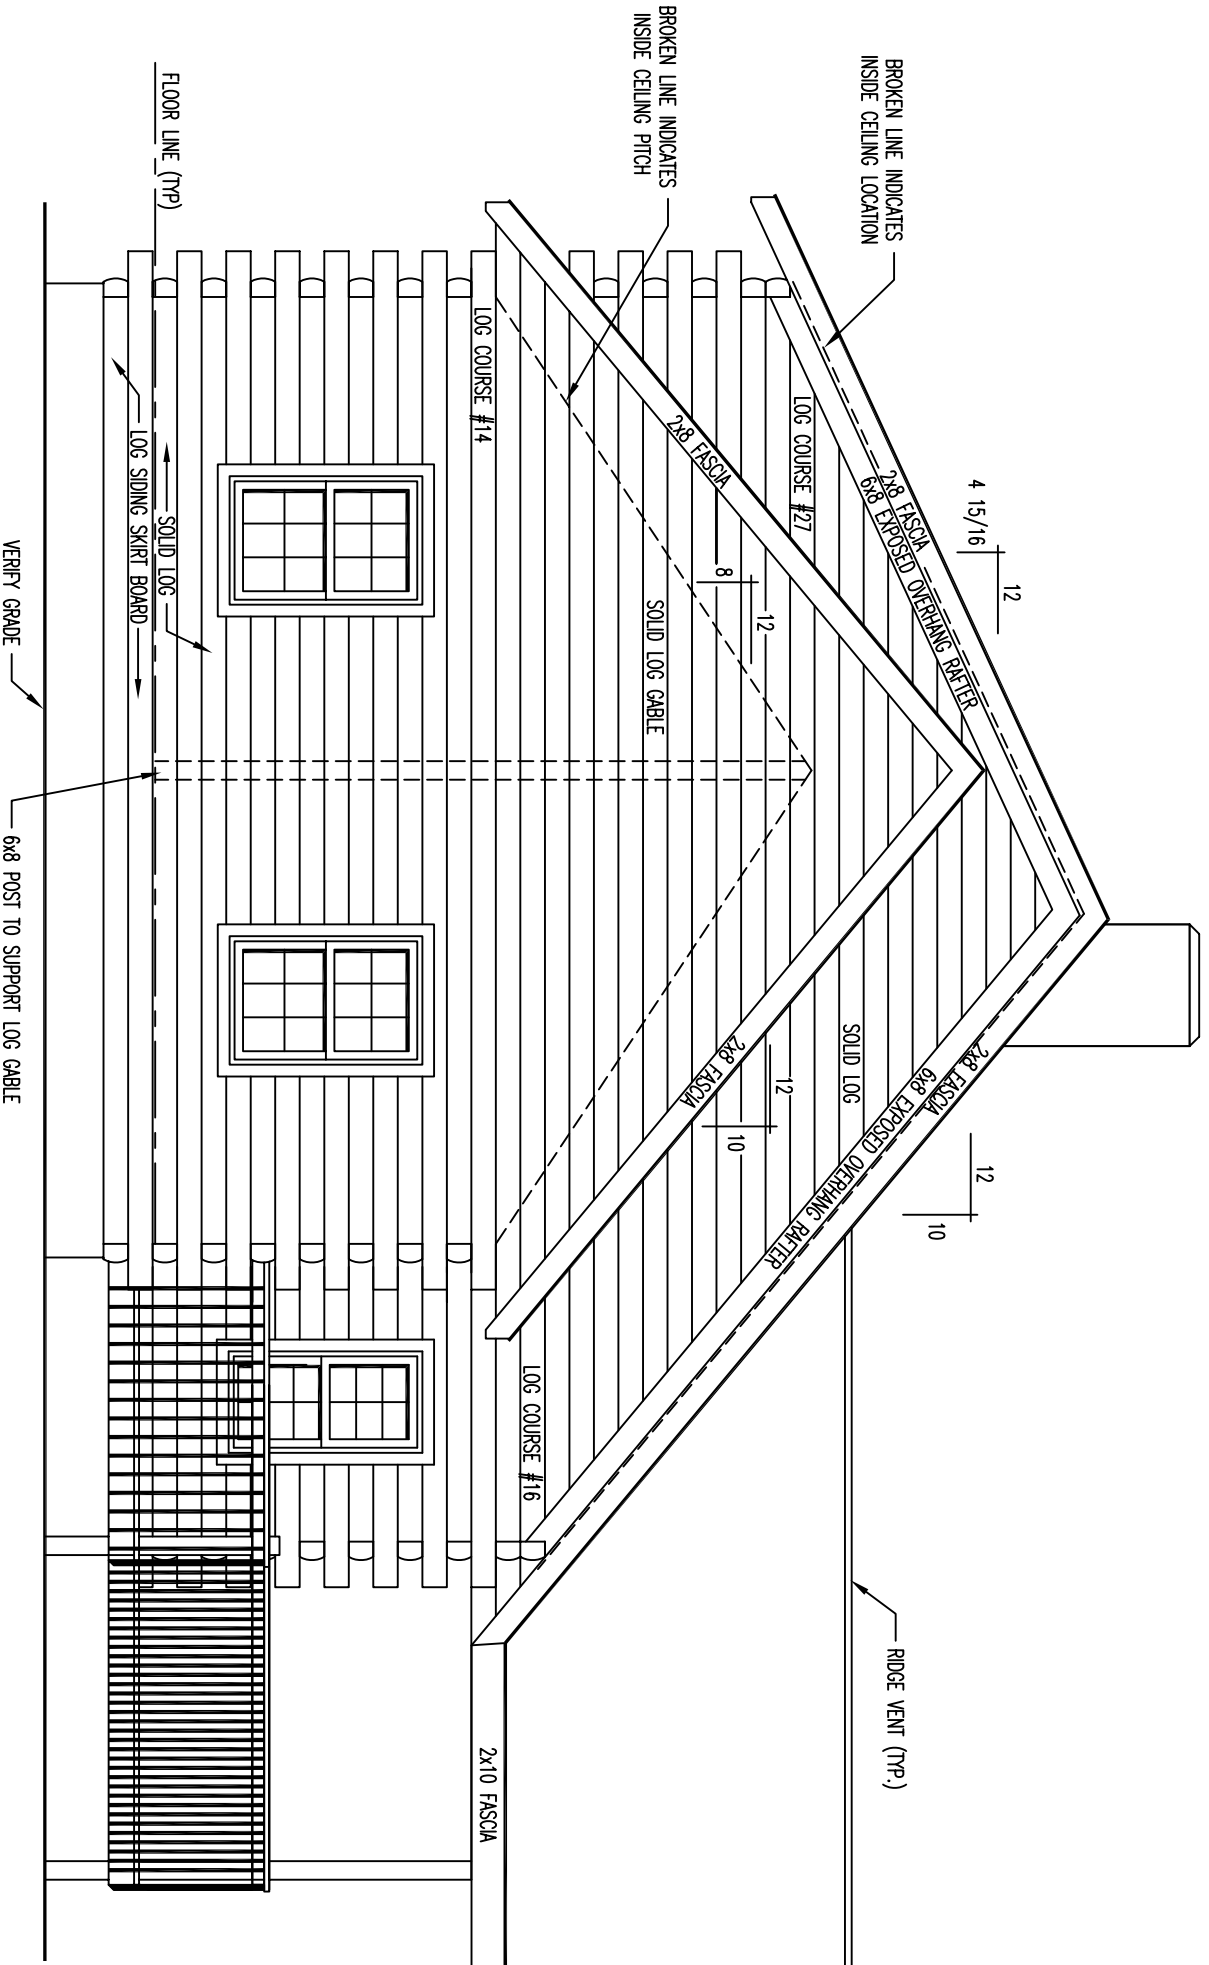 RIDGE VENT (TYP.)
12
4 15/16
12
10
BROKEN LINE INDICATES
INSIDE CEILING LOCATION
2x8 FASCIA
6x8 EXPOSED OVERHANG RAFTER
2x8 FASCIA
6x8 EXPOSED OVERHANG RAFTER
LOG COURSE #27
SOLID LOG
12
8
12
10
BROKEN LINE INDICATES
INSIDE CEILING PITCH
2x8 FASCIA
2x8 FASCIA
SOLID LOG GABLE
LOG COURSE #14
LOG COURSE #16
2x10 FASCIA
FLOOR LINE (TYP)
SOLID LOG
LOG SIDING SKIRT BOARD
VERIFY GRADE
6x8 POST TO SUPPORT LOG GABLE